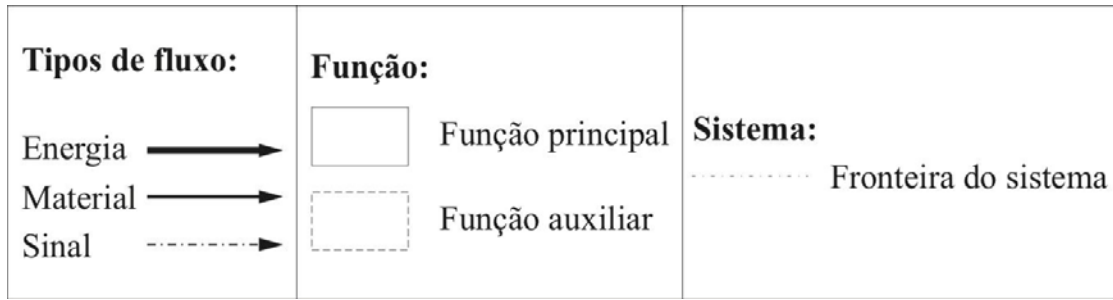 Tipos de fluxo:
Energia
Material
Sinal
Função:
Função principal
Função auxiliar
Sistema:
Fronteira do sistema